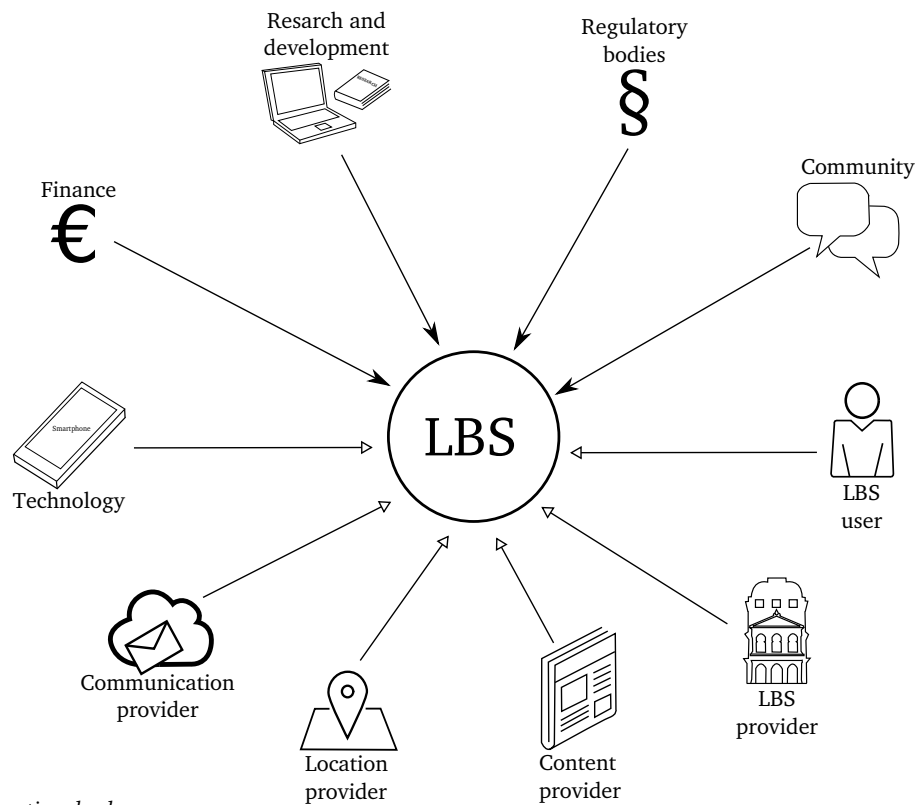 Resarch and
development
Regulatory
bodies
§
Community
Finance
€
RESEARCH
LBS
Smartphone
Technology
LBS
user
Communication
provider
LBS
provider
Location
provider
Content
provider